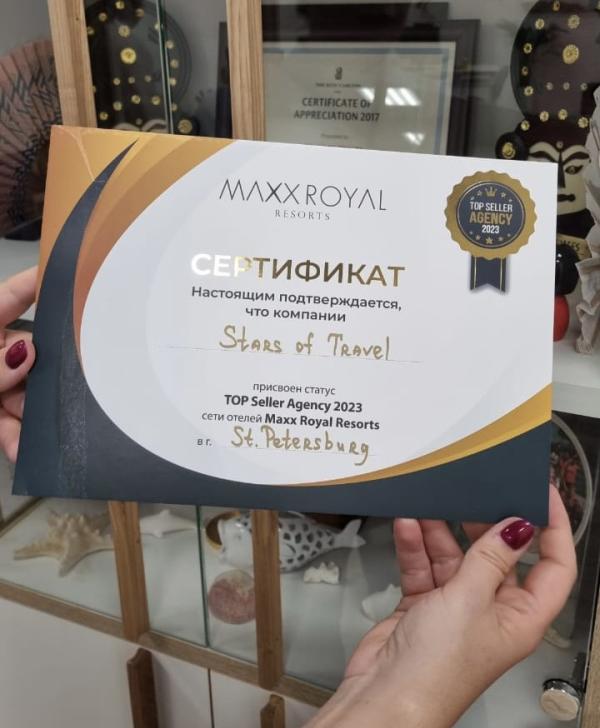 CERTIFICATE OF
APPRECIATION 2017
MAXX ROYAL
RESORTS
TOP SELLER
AGENCY
2023
СЕРТИФИКАТ
Настоящим подтверждается,
что компании
Stars of Travel
присвоен статус
TOP Seller Agency 2023
сети отелей Maxx Royal Resorts
в г. St. Petersburg